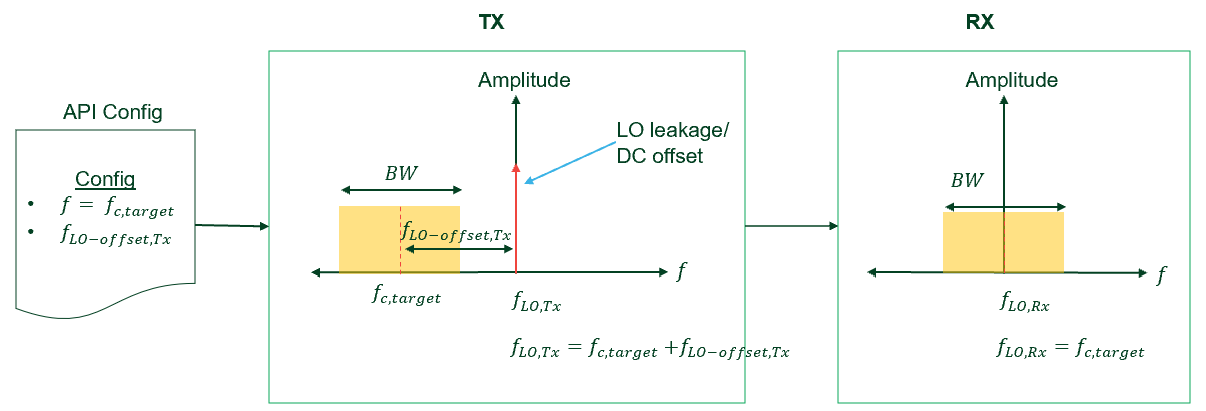 TX
RX
API Config
Config
• f = f_{c,target}
• f_{LO-offset,Tx}
Amplitude
LO leakage/
DC offset
BW
f_{LO-offset,Tx}
f
f_{c,target}
f_{LO,Tx}
f_{LO,Tx} = f_{c,target} +f_{LO-offset,Tx}
Amplitude
BW
f
f_{LO,Rx}
f_{LO,Rx} = f_{c,target}